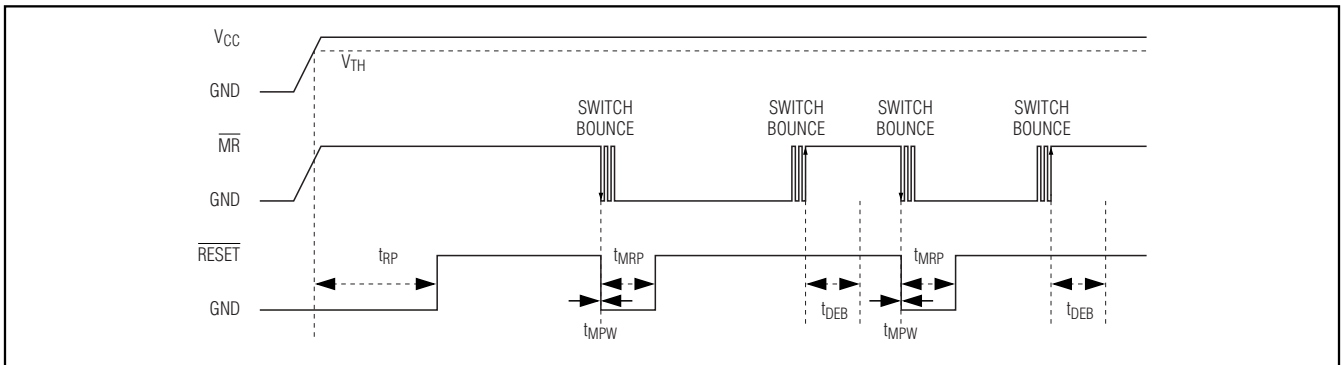 VCC
VTH
GND
SWITCH BOUNCE
SWITCH BOUNCE
SWITCH BOUNCE
SWITCH BOUNCE
MR
GND
RESET
tRP
tMRP
tMRP
GND
tMPW
tDEB
tMPW
tDEB